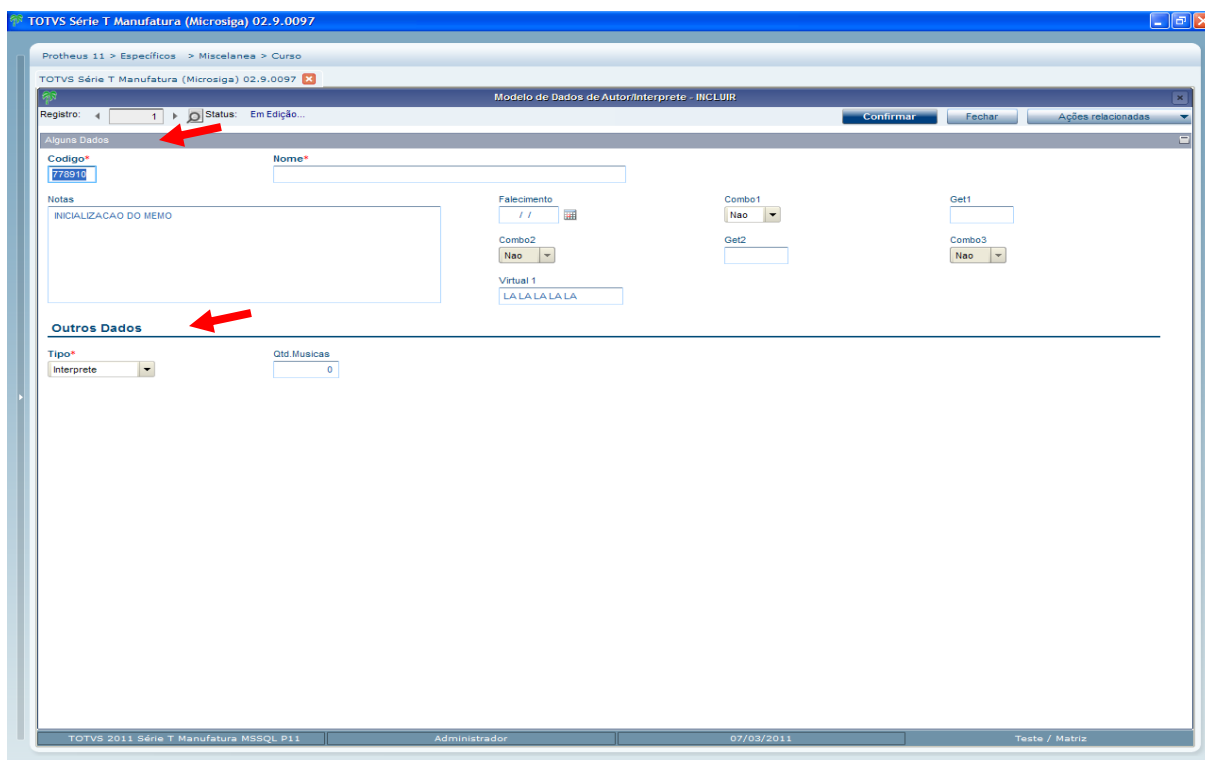 TOTVS Série T Manufatura (Microsiga) 02.9.0097
Protheus 11 > Específicos > Miscelanea > Curso
TOTVS Série T Manufatura (Microsiga) 02.9.0097
Modelo de Dados de Autor/Interprete - INCLUIR
Registro: 1 Status: Em Edição... Confirmar Fechar Ações relacionadas
Alguns Dados
Codigo* Nome*
778910
Notas Falecimento Combo1 Get1
INICIALIZACAO DO MEMO / / Nao
Combo2 Get2 Combo3
Nao Nao
Virtual 1
LA LA LA LA LA
Outros Dados
Tipo* Qtd.Musicas
Interprete 0
TOTVS 2011 Série T Manufatura MSSQL P11 Administrador 07/03/2011 Teste / Matriz